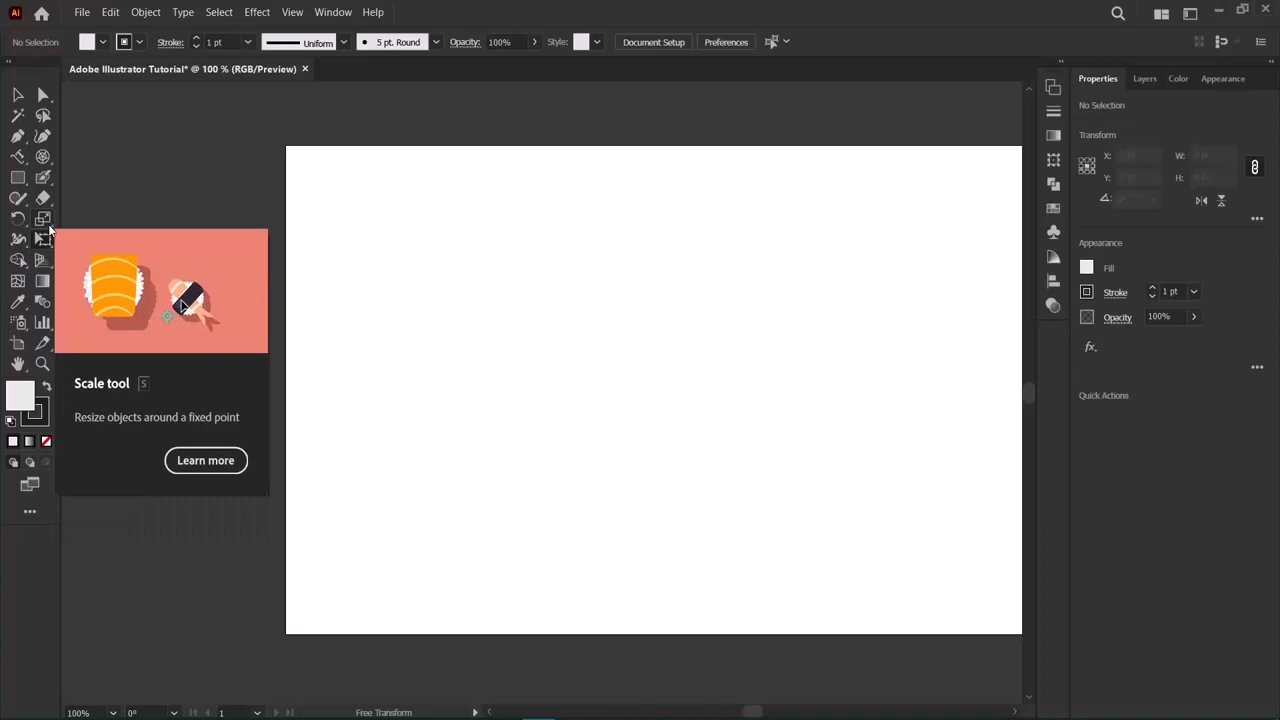 Ai File Edit Object Type Select Effect View Window Help
No Selection Stroke: 1 pt Uniform 5 pt. Round Opacity: 100% Style: Document Setup Preferences
Adobe Illustrator Tutorial* @ 100 % (RGB/Preview) ×
Properties Layers Color Appearance
No Selection
Transform
X: W:
Y: H:
Appearance
Fill
Stroke 1 pt
Opacity 100%
fx.
Quick Actions
Scale tool S
Resize objects around a fixed point
Learn more
100% 0° 1 Free Transform